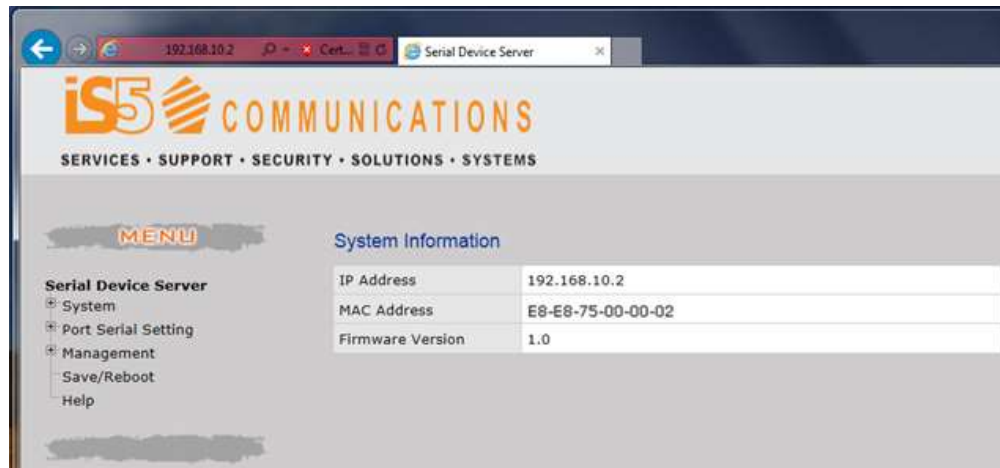 192.168.10.2
Cert...
Serial Device Server
iS5 COMMUNICATIONS
SERVICES • SUPPORT • SECURITY • SOLUTIONS • SYSTEMS
MENU
System Information
IP Address 192.168.10.2
MAC Address E8-E8-75-00-00-02
Firmware Version 1.0
Serial Device Server
System
Port Serial Setting
Management
Save/Reboot
Help